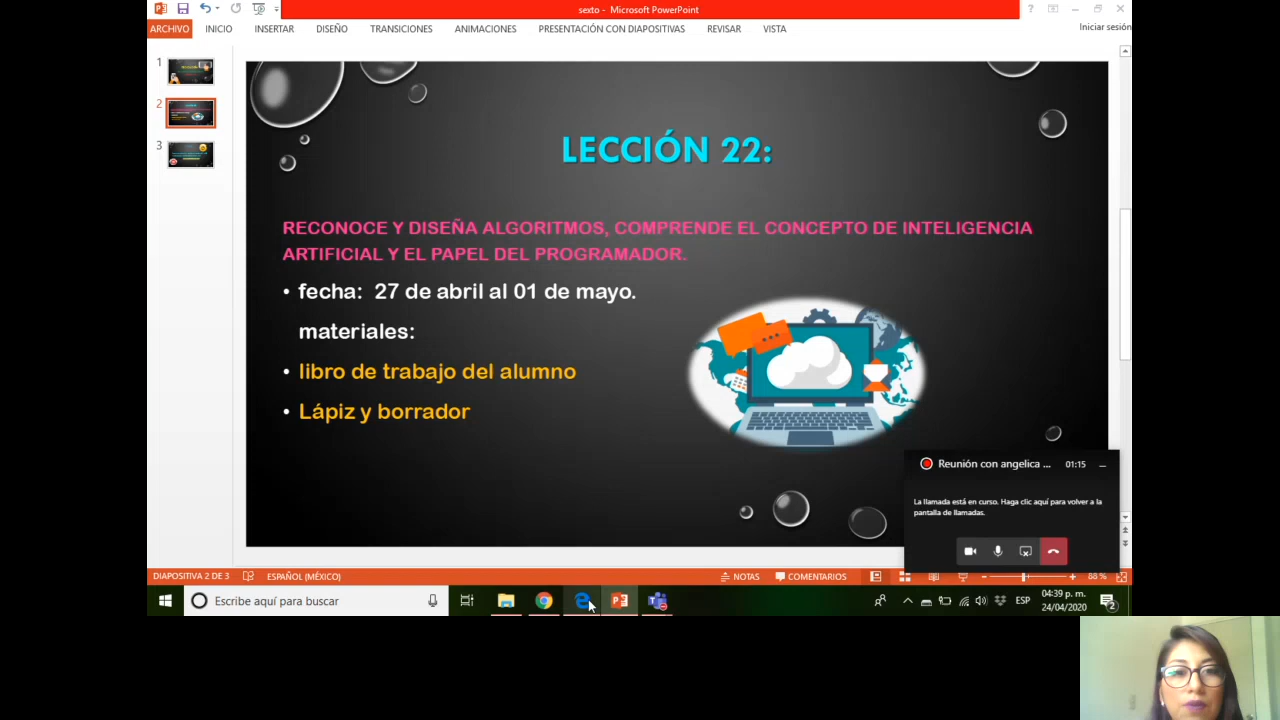 sexto - Microsoft PowerPoint
ARCHIVO INICIO INSERTAR DISEÑO TRANSICIONES ANIMACIONES PRESENTACIÓN CON DIAPOSITIVAS REVISAR VISTA Iniciar sesión
1
2
3
LECCIÓN 22:
RECONOCE Y DISEÑA ALGORITMOS, COMPRENDE EL CONCEPTO DE INTELIGENCIA
ARTIFICIAL Y EL PAPEL DEL PROGRAMADOR.
• fecha: 27 de abril al 01 de mayo.
materiales:
• libro de trabajo del alumno
• Lápiz y borrador
Reunión con angelica ... 01:15
La llamada está en curso. Haga clic aquí para volver a la
pantalla de llamadas.
DIAPOSITIVA 2 DE 3 ESPAÑOL (MÉXICO) NOTAS COMENTARIOS 88 %
Escribe aquí para buscar ESP 04:39 p. m.
24/04/2020 2